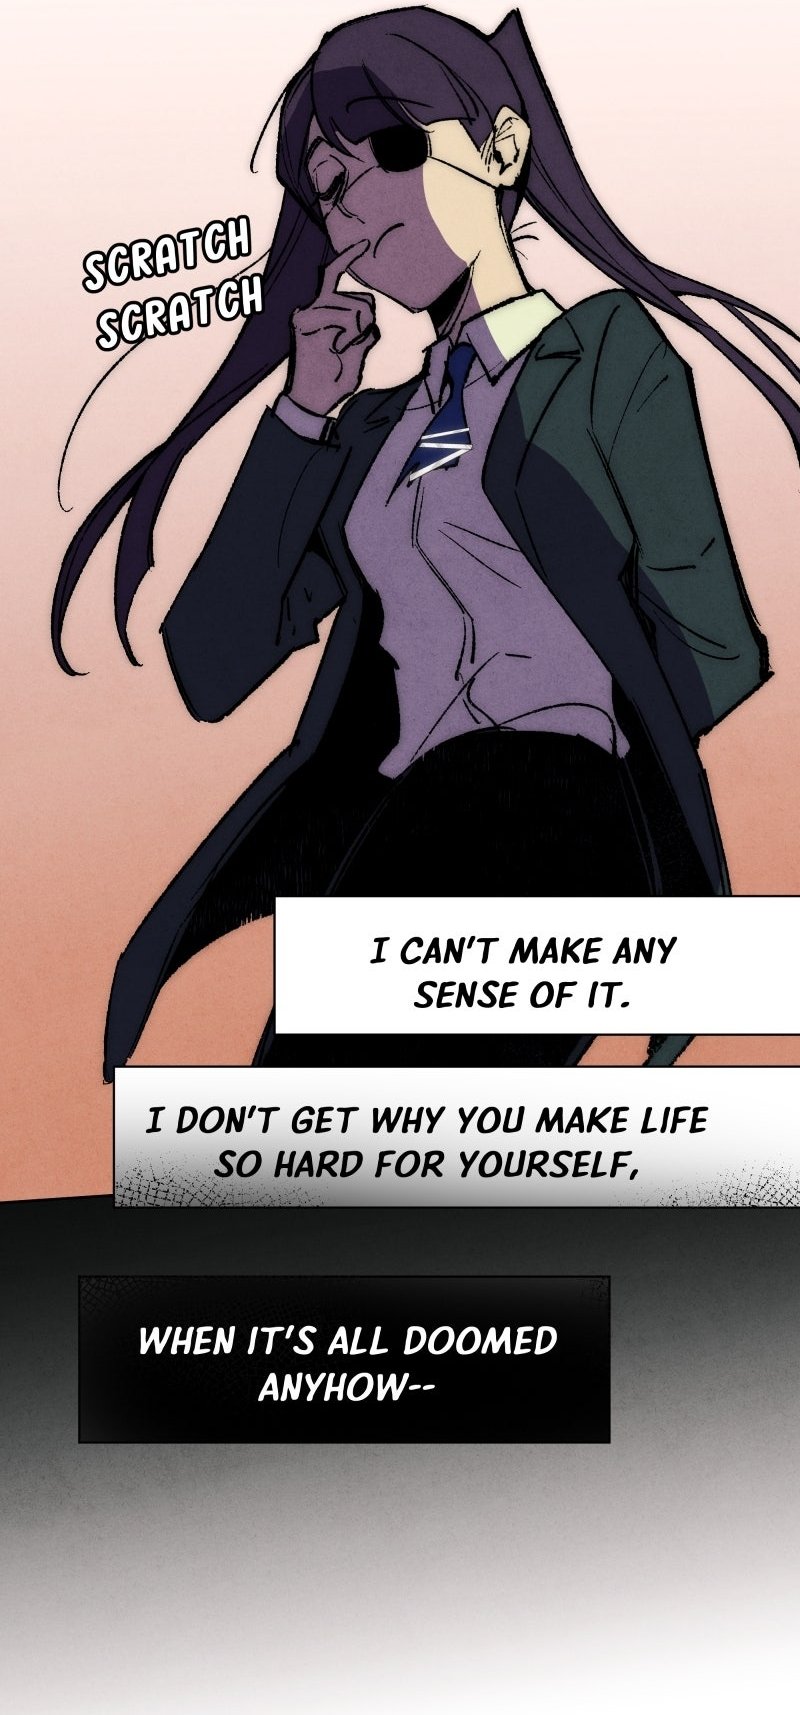 SCRATCH
SCRATCH
I CAN'T MAKE ANY
SENSE OF IT.
I DON'T GET WHY YOU MAKE LIFE
SO HARD FOR YOURSELF,
WHEN IT'S ALL DOOMED
ANYHOW--